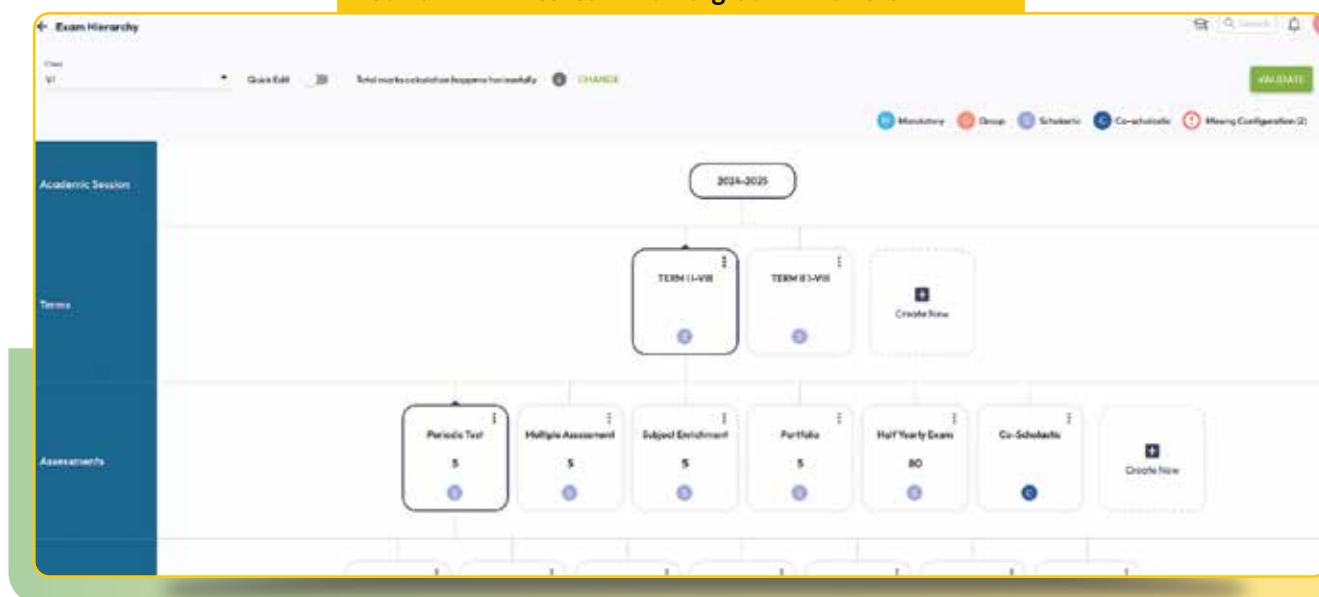 ← Exam Hierarchy
Search
Class
VI
Quick Edit
Total marks calculation happens horizontally
CHANGE
VALIDATE
M Mandatory
G Group
S Scholastic
C Co-scholastic
! Missing Configuration (2)
Academic Session
2024-2025
Terms
TERM I I-VIII
S
TERM II I-VIII
S
Create New
Assessments
Periodic Test
5
S
Multiple Assessment
5
S
Subject Enrichment
5
S
Portfolio
5
S
Half Yearly Exam
80
S
Co-Scholastic
C
Create New